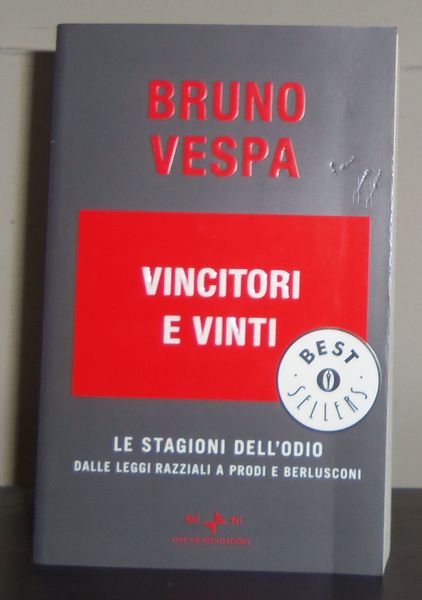 BRUNO
VESPA
VINCITORI
E VINTI
BEST
SELLERS
LE STAGIONI DELL'ODIO
DALLE LEGGI RAZZIALI A PRODI E BERLUSCONI
Rai Eri
OSCAR MONDADORI